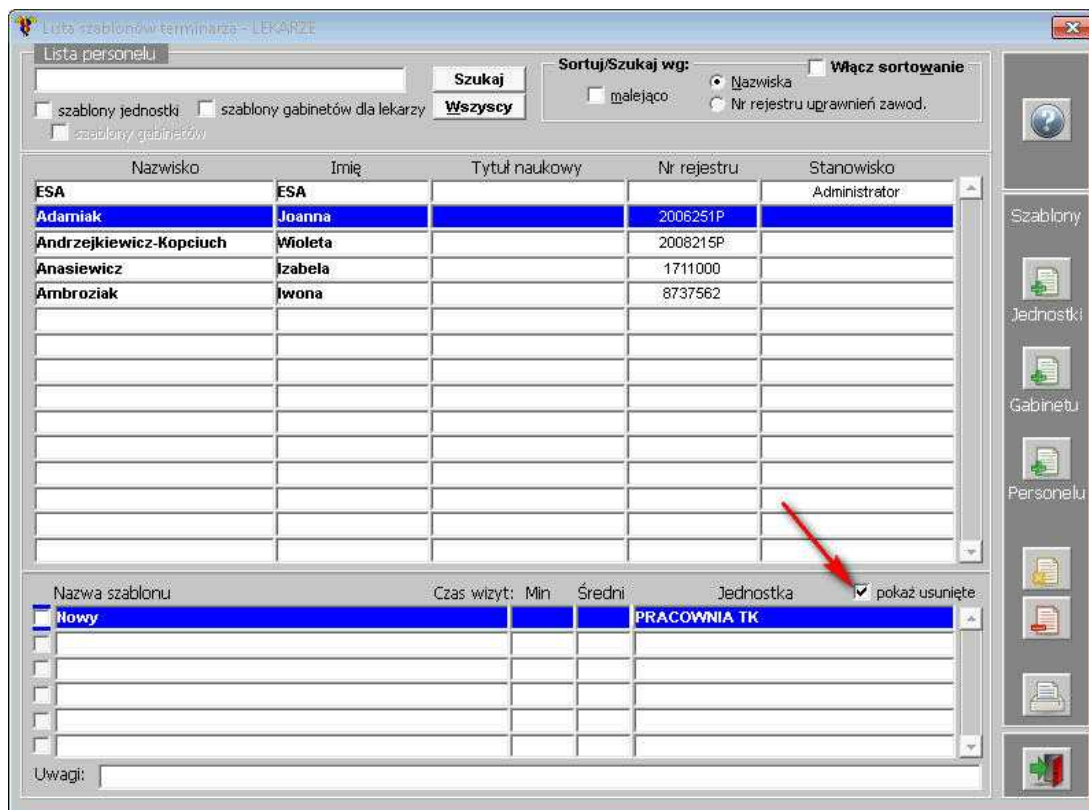 Lista szablonów terminarza - LEKARZE
Lista personelu
Szukaj
Wszyscy
szablony jednostki szablony gabinetów dla lekarzy
szablony gabinetów
Sortuj/Szukaj wg: Włącz sortowanie
malejąco Nazwiska
Nr rejestru uprawnień zawod.
Nazwisko Imię Tytuł naukowy Nr rejestru Stanowisko
ESA ESA Administrator
Adamiak Joanna 2006251P
Andrzejkiewicz-Kopciuch Wioleta 2008215P
Anasiewicz Izabela 1711000
Ambroziak Iwona 8737562
Szablony
Jednostki
Gabinetu
Personelu
Nazwa szablonu Czas wizyt: Min Średni Jednostka pokaż usunięte
Nowy PRACOWNIA TK
Uwagi: